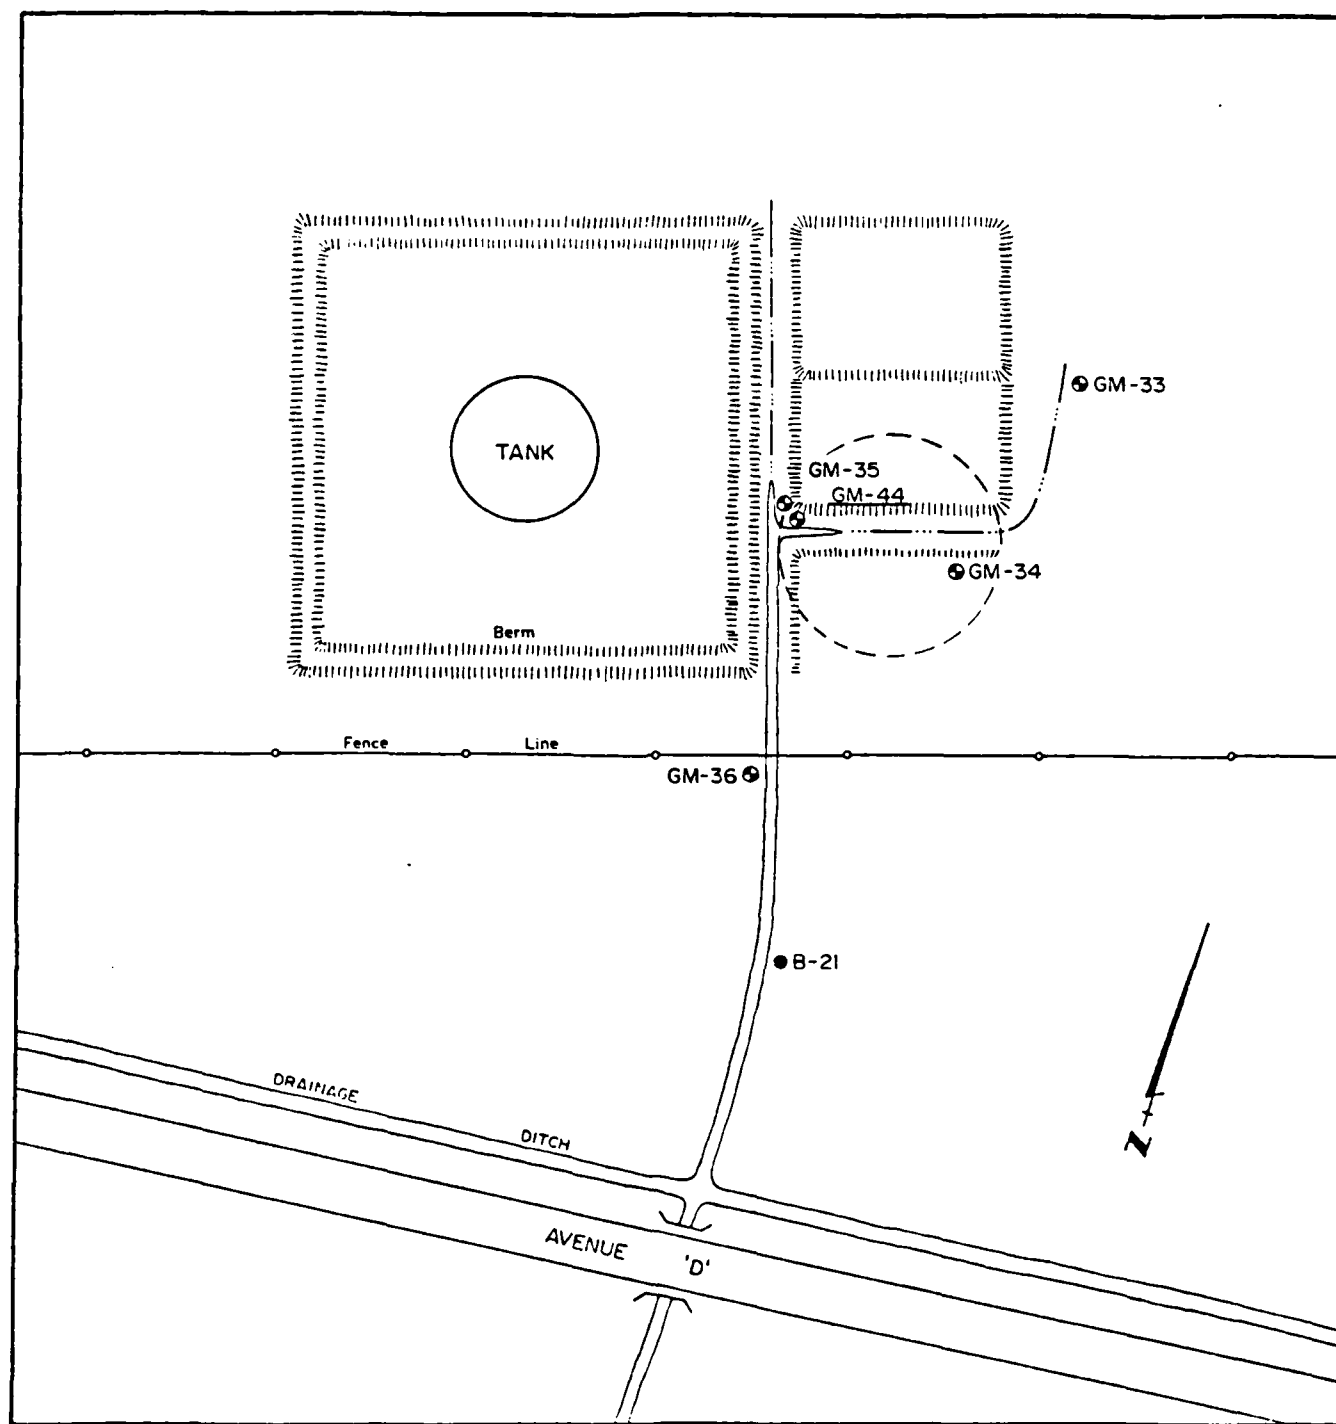 GM-33
TANK
GM-35
GM-44
GM-34
Berm
Fence Line
GM-36
B-21
DRAINAGE
DITCH
AVENUE 'D'
N